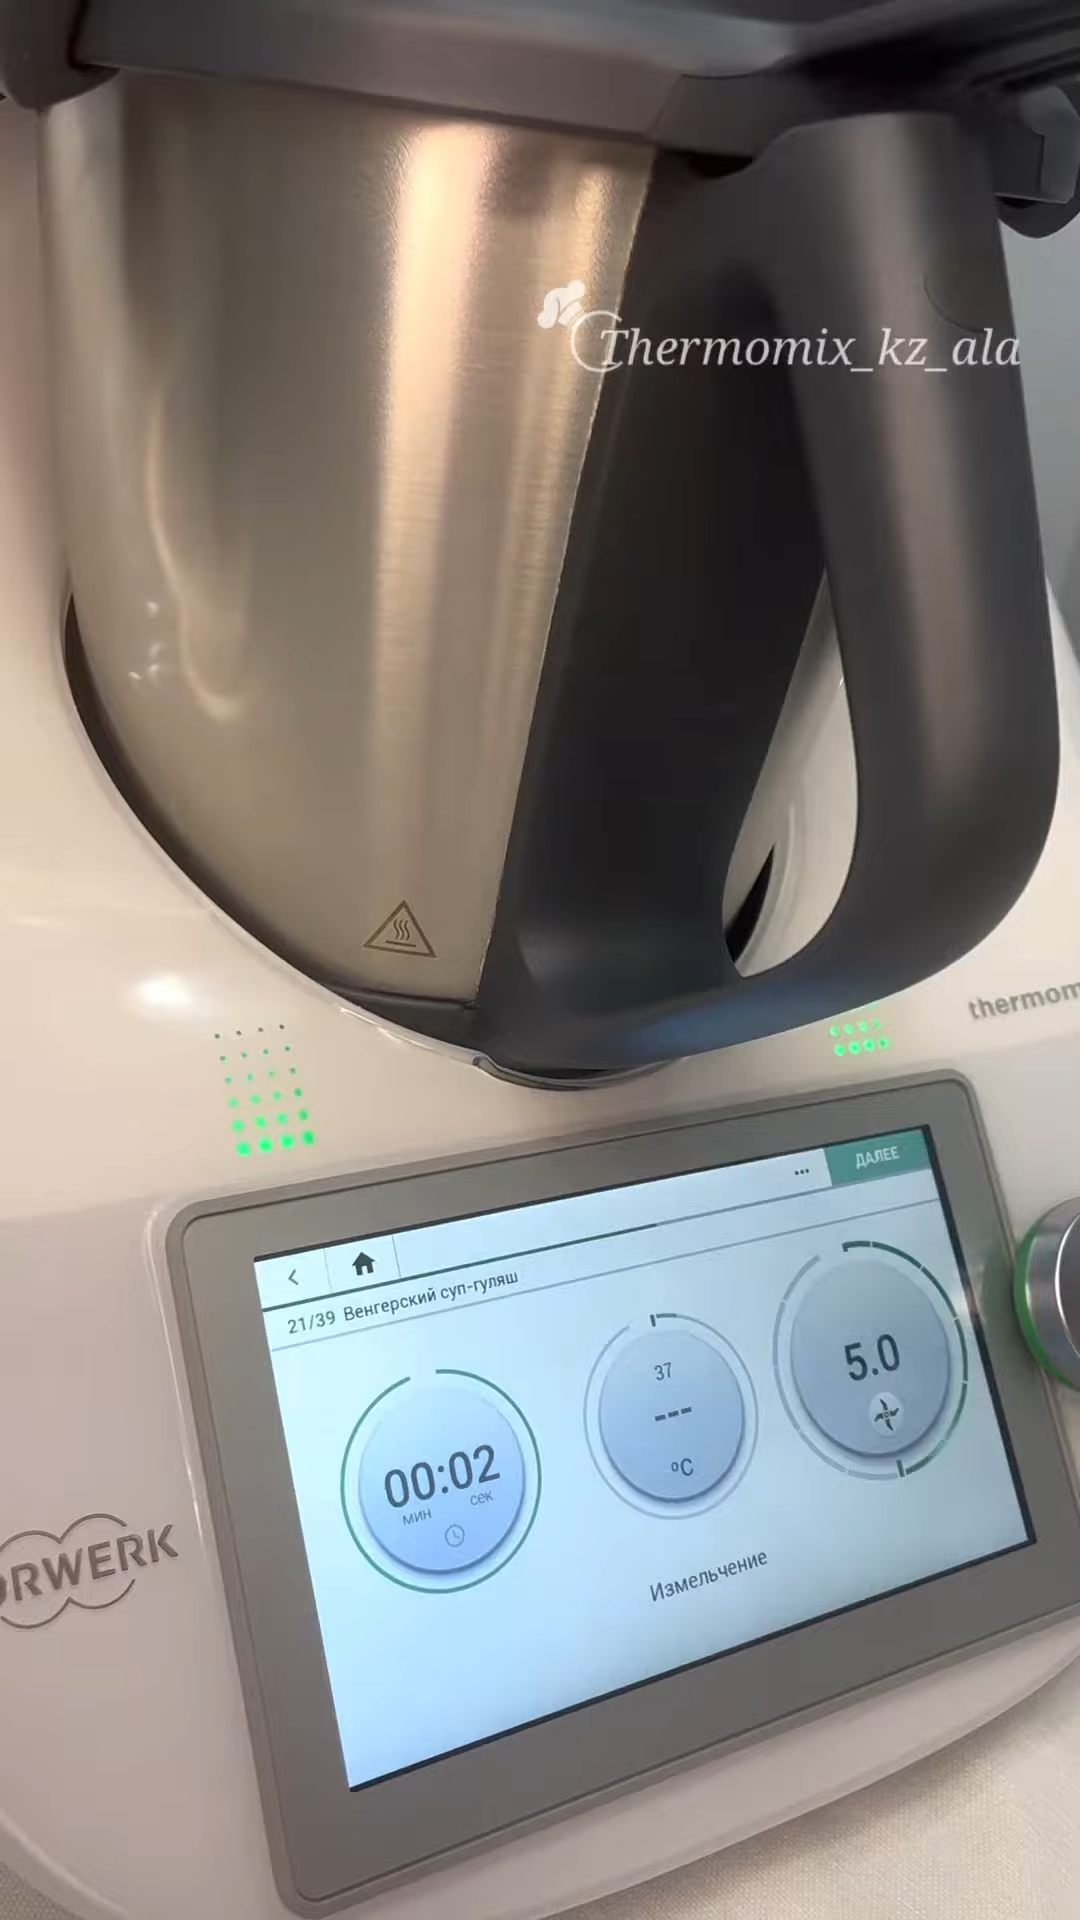 Thermomix_kz_ala
thermom
ДАЛЕЕ
21/39 Венгерский суп-гуляш
00:02
мин сек
37
---
°C
5.0
Измельчение
ORWERK